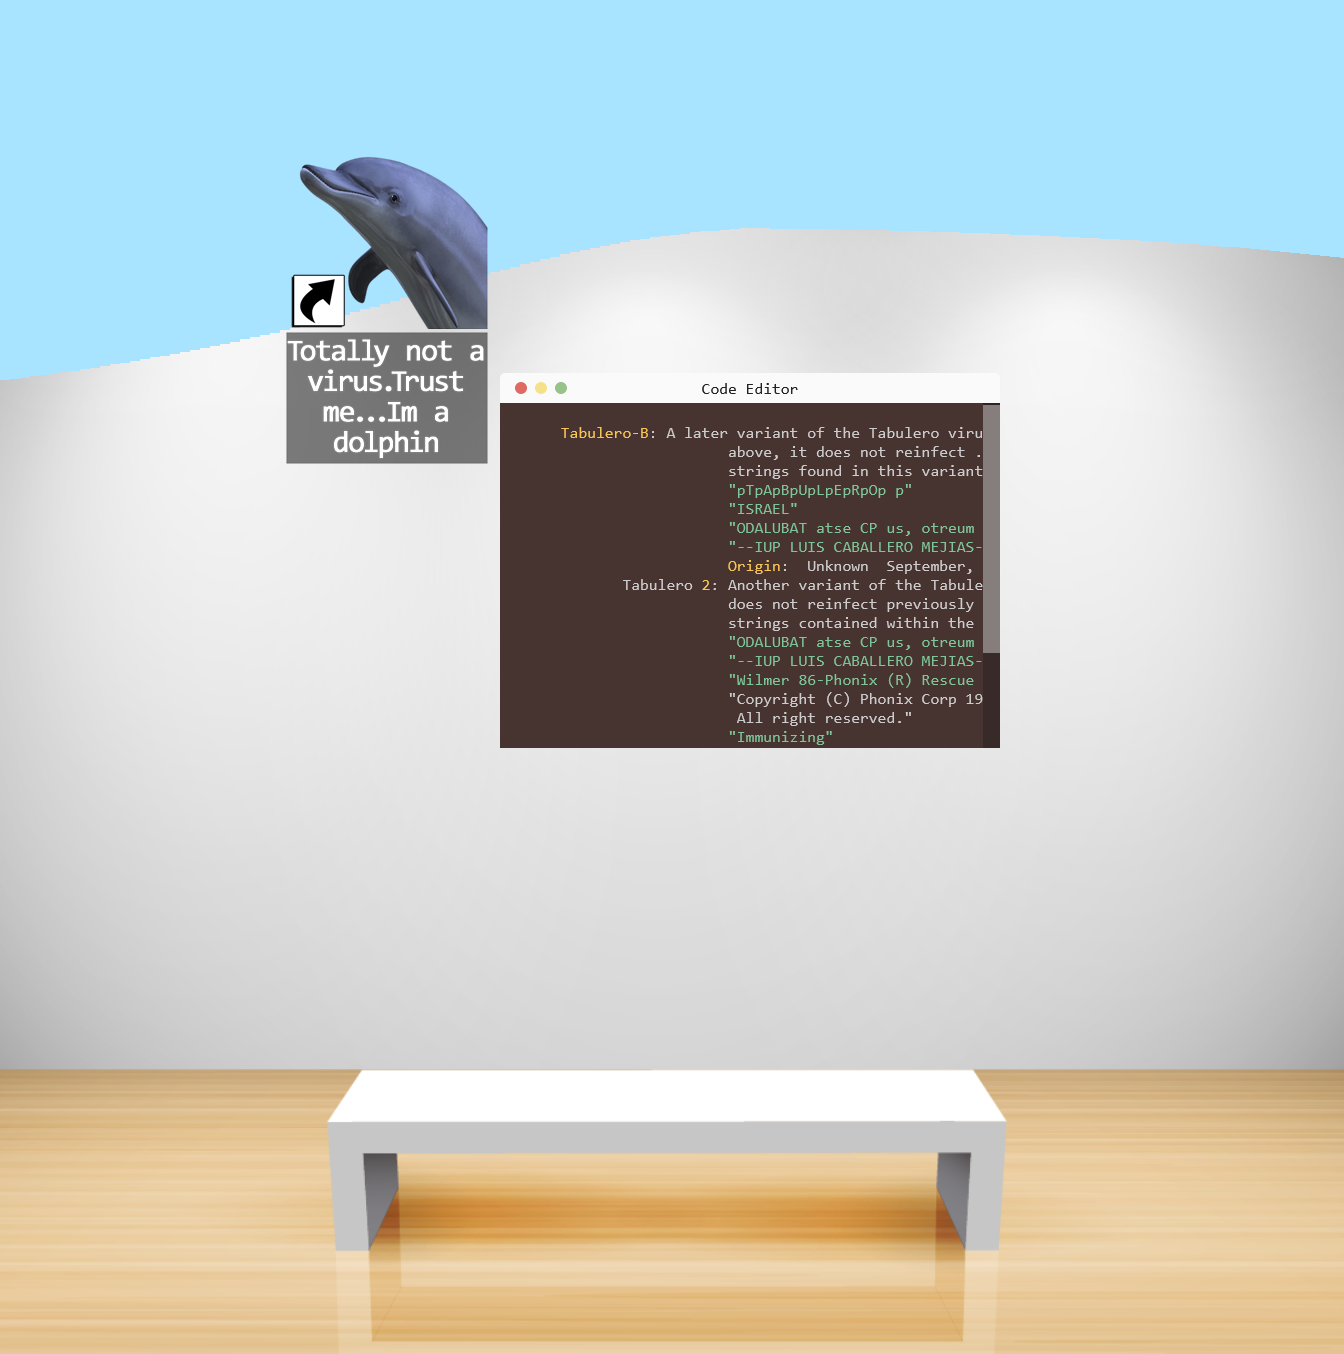 Totally not a
virus.Trust
me...Im a
dolphin
Code Editor
Tabulero-B: A later variant of the Tabulero viru
above, it does not reinfect .
strings found in this variant
"pTpApBpUpLpEpRpOp p"
"ISRAEL"
"ODALUBAT atse CP us, otreum
"--IUP LUIS CABALLERO MEJIAS-
Origin:  Unknown  September,
Tabulero 2: Another variant of the Tabule
does not reinfect previously
strings contained within the
"ODALUBAT atse CP us, otreum
"--IUP LUIS CABALLERO MEJIAS-
"Wilmer 86-Phonix (R) Rescue
"Copyright (C) Phonix Corp 19
All right reserved."
"Immunizing"